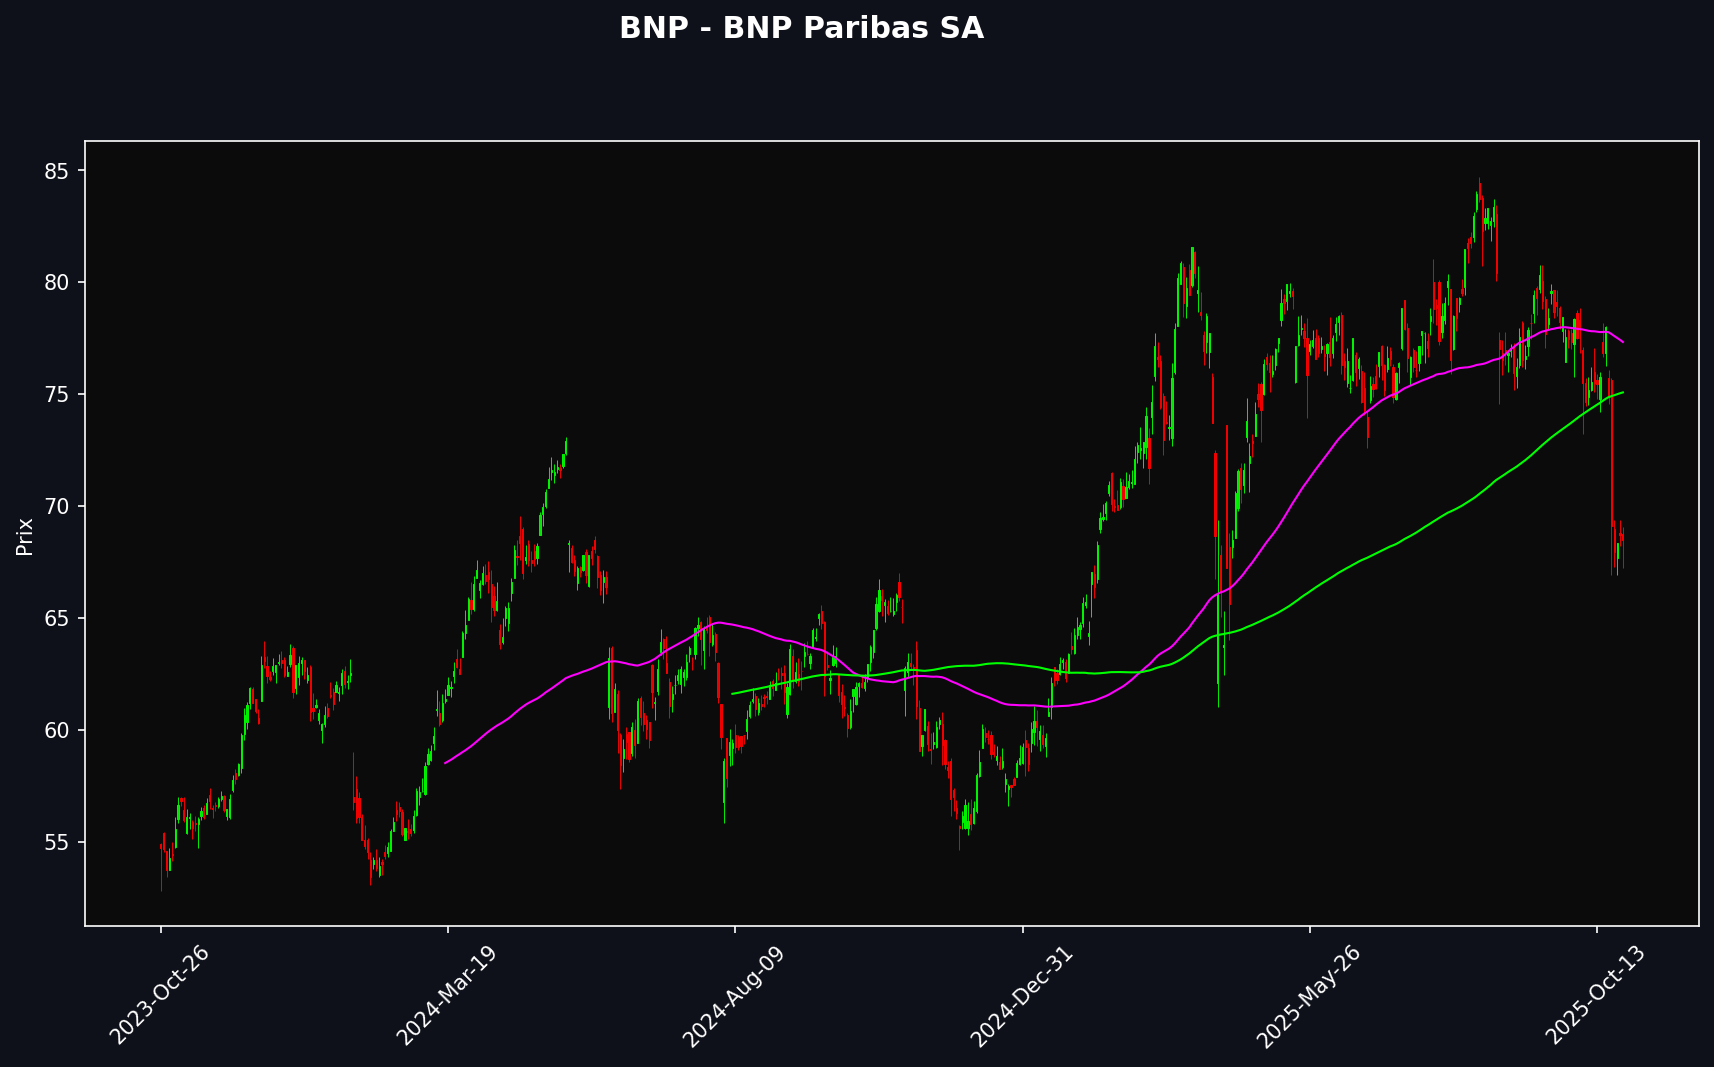 BNP - BNP Paribas SA
Prix
85
80
75
70
65
60
55
2023-Oct-26
2024-Mar-19
2024-Aug-09
2024-Dec-31
2025-May-26
2025-Oct-13